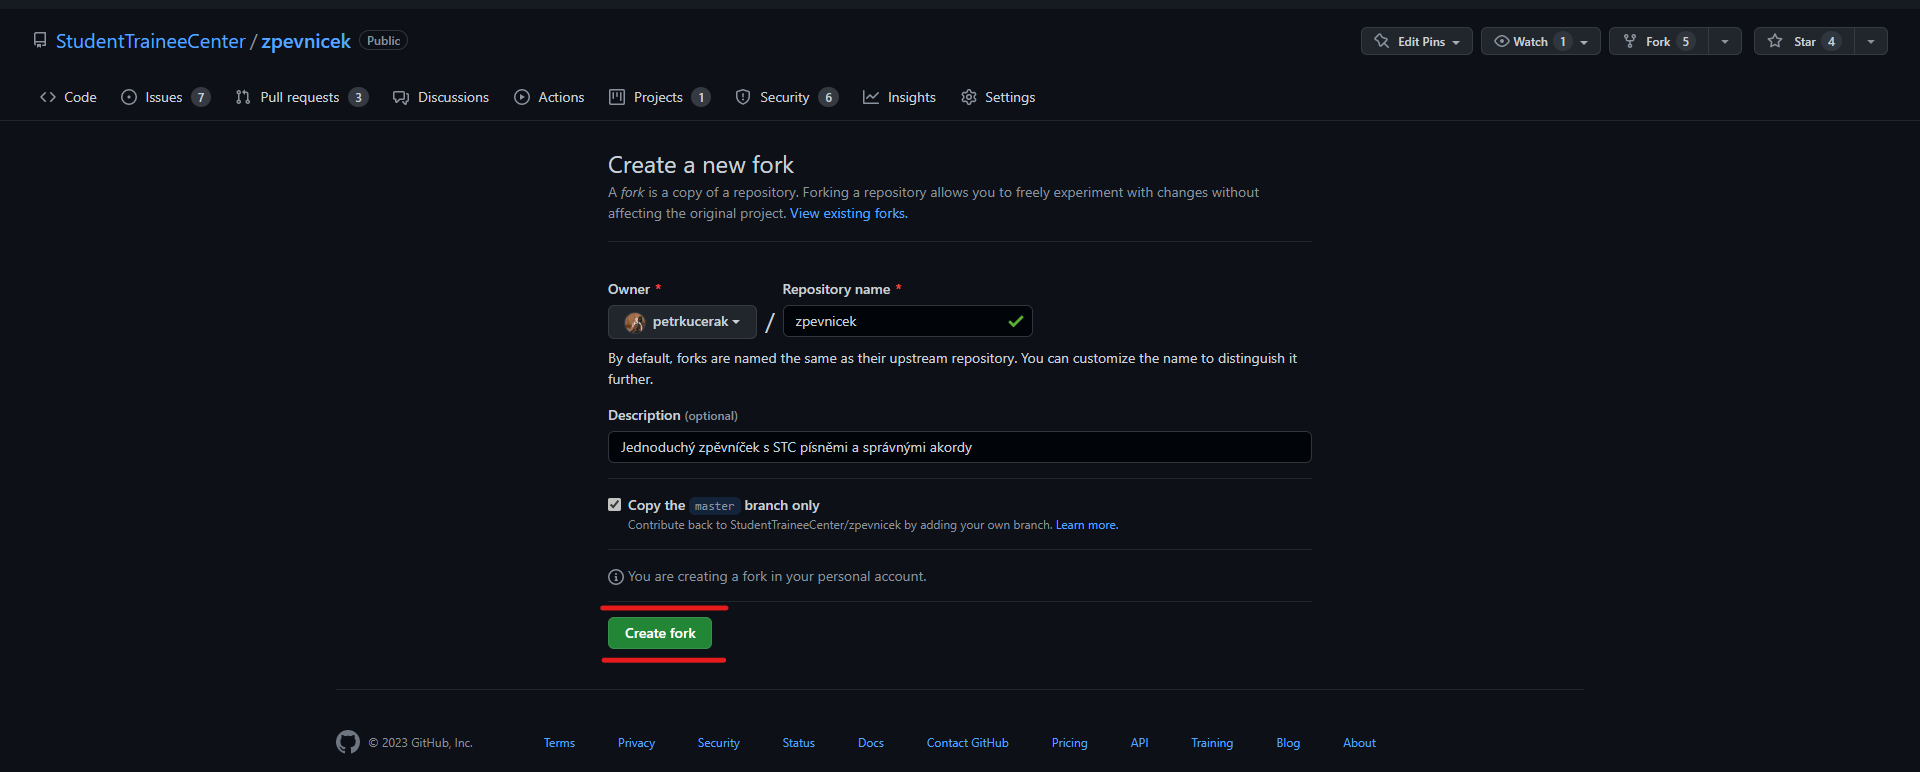 StudentTraineeCenter / zpevnicek Public
Edit Pins Watch 1 Fork 5 Star 4
Code Issues 7 Pull requests 3 Discussions Actions Projects 1 Security 6 Insights Settings
Create a new fork
A fork is a copy of a repository. Forking a repository allows you to freely experiment with changes without
affecting the original project. View existing forks.
Owner * Repository name *
petrkucerak / zpevnicek
By default, forks are named the same as their upstream repository. You can customize the name to distinguish it
further.
Description (optional)
Jednoduchý zpěvníček s STC písněmi a správnými akordy
Copy the master branch only
Contribute back to StudentTraineeCenter/zpevnicek by adding your own branch. Learn more.
You are creating a fork in your personal account.
Create fork
© 2023 GitHub, Inc. Terms Privacy Security Status Docs Contact GitHub Pricing API Training Blog About